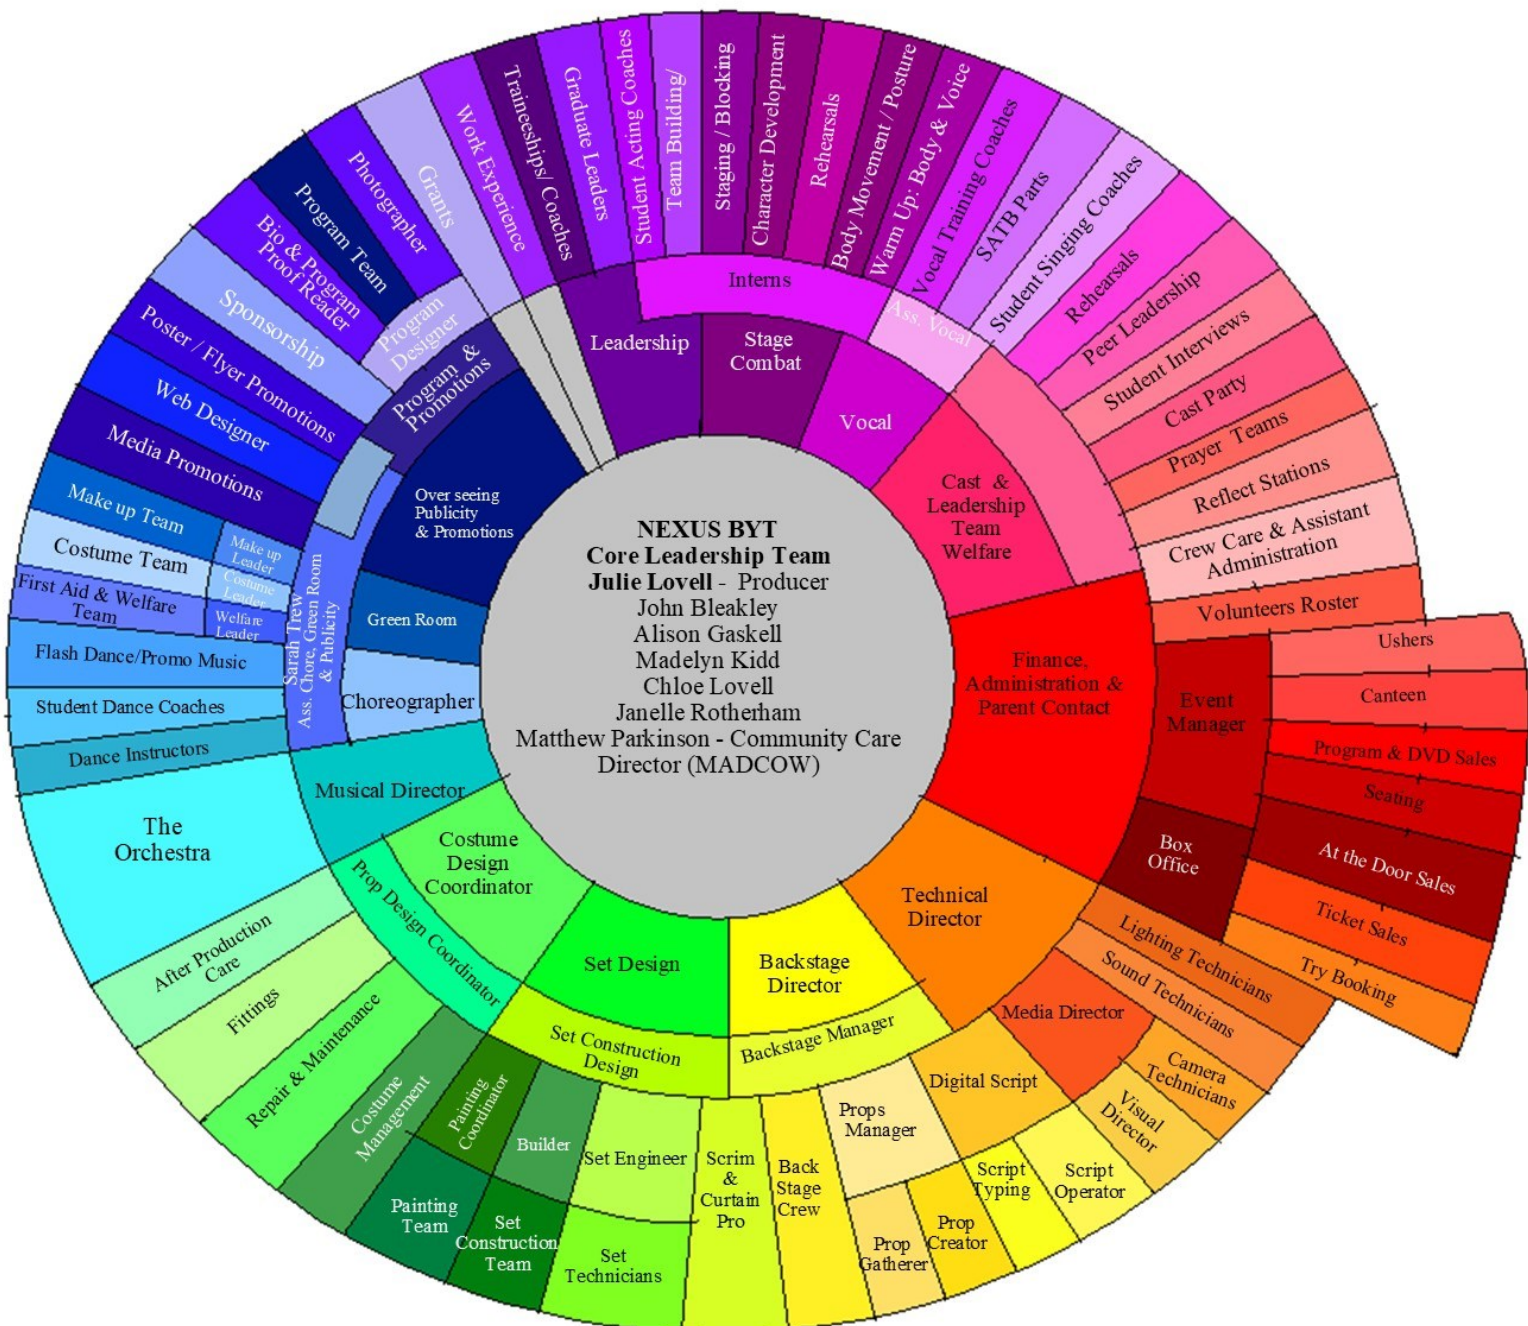 NEXUS BYT
Core Leadership Team
Julie Lovell - Producer
John Bleakley
Alison Gaskell
Madelyn Kidd
Chloe Lovell
Janelle Rotherham
Matthew Parkinson - Community Care
Director (MADCOW)
Leadership
Stage
Combat
Vocal
Cast &
Leadership
Team
Welfare
Finance,
Administration &
Parent Contact
Technical
Director
Backstage
Director
Set Design
Costume
Design
Coordinator
Musical Director
Choreographer
Green Room
Over seeing
Publicity
& Promotions
Interns
Ass. Vocal
Event
Manager
Box
Office
Media Director
Backstage Manager
Set Construction
Design
Prop Design Coordinator
Sarah Trew
Ass. Chore, Green Room
& Publicity
Program &
Promotions
Program
Designer
Work Experience
Traineeships/ Coaches
Graduate Leaders
Student Acting Coaches
Team Building/
Staging / Blocking
Character Development
Rehearsals
Body Movement / Posture
Warm Up: Body & Voice
Vocal Training Coaches
SATB Parts
Student Singing Coaches
Rehearsals
Peer Leadership
Student Interviews
Cast Party
Prayer Teams
Reflect Stations
Crew Care & Assistant
Administration
Volunteers Roster
Ushers
Canteen
Program & DVD Sales
Seating
At the Door Sales
Ticket Sales
Try Booking
Lighting Technicians
Sound Technicians
Camera
Technicians
Visual
Director
Digital Script
Script
Operator
Script
Typing
Props
Manager
Prop
Creator
Prop
Gatherer
Back
Stage
Crew
Scrim
&
Curtain
Pro
Set Engineer
Set
Technicians
Builder
Set
Construction
Team
Painting
Coordinator
Painting
Team
Costume
Management
Repair & Maintenance
Fittings
After Production
Care
The
Orchestra
Dance Instructors
Student Dance Coaches
Flash Dance/Promo Music
First Aid & Welfare
Team
Welfare
Leader
Costume Team
Costume
Leader
Make up Team
Make up
Leader
Media Promotions
Web Designer
Poster / Flyer Promotions
Sponsorship
Bio & Program
Proof Reader
Program Team
Photographer
Grants